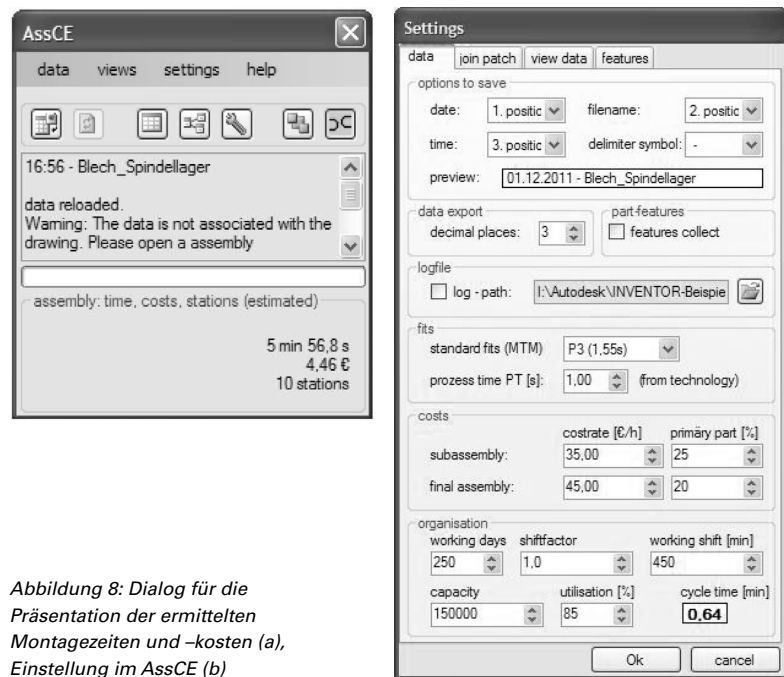 AssCE
data views settings help
16:56 - Blech_Spindellager
data reloaded.
Warning: The data is not associated with the
drawing. Please open a assembly
assembly: time, costs, stations (estimated)
5 min 56,8 s
4,46 €
10 stations
Abbildung 8: Dialog für die
Präsentation der ermittelten
Montagezeiten und –kosten (a),
Einstellung im AssCE (b)
Settings
data join patch view data features
options to save
date: 1. positic filename: 2. positic
time: 3. positic delimiter symbol: -
preview: 01.12.2011 - Blech_Spindellager
data export part-features
decimal places: 3 features collect
logfile
log - path: I:\Autodesk\INVENTOR-Beispie
fits
standard fits (MTM) P3 (1,55s)
prozess time PT [s]: 1,00 (from technology)
costs
costrate [€/h] primäry part [%]
subassembly: 35,00 25
final assembly: 45,00 20
organisation
working days shiftfactor working shift [min]
250 1,0 450
capacity utilisation [%] cycle time [min]
150000 85 0,64
Ok cancel